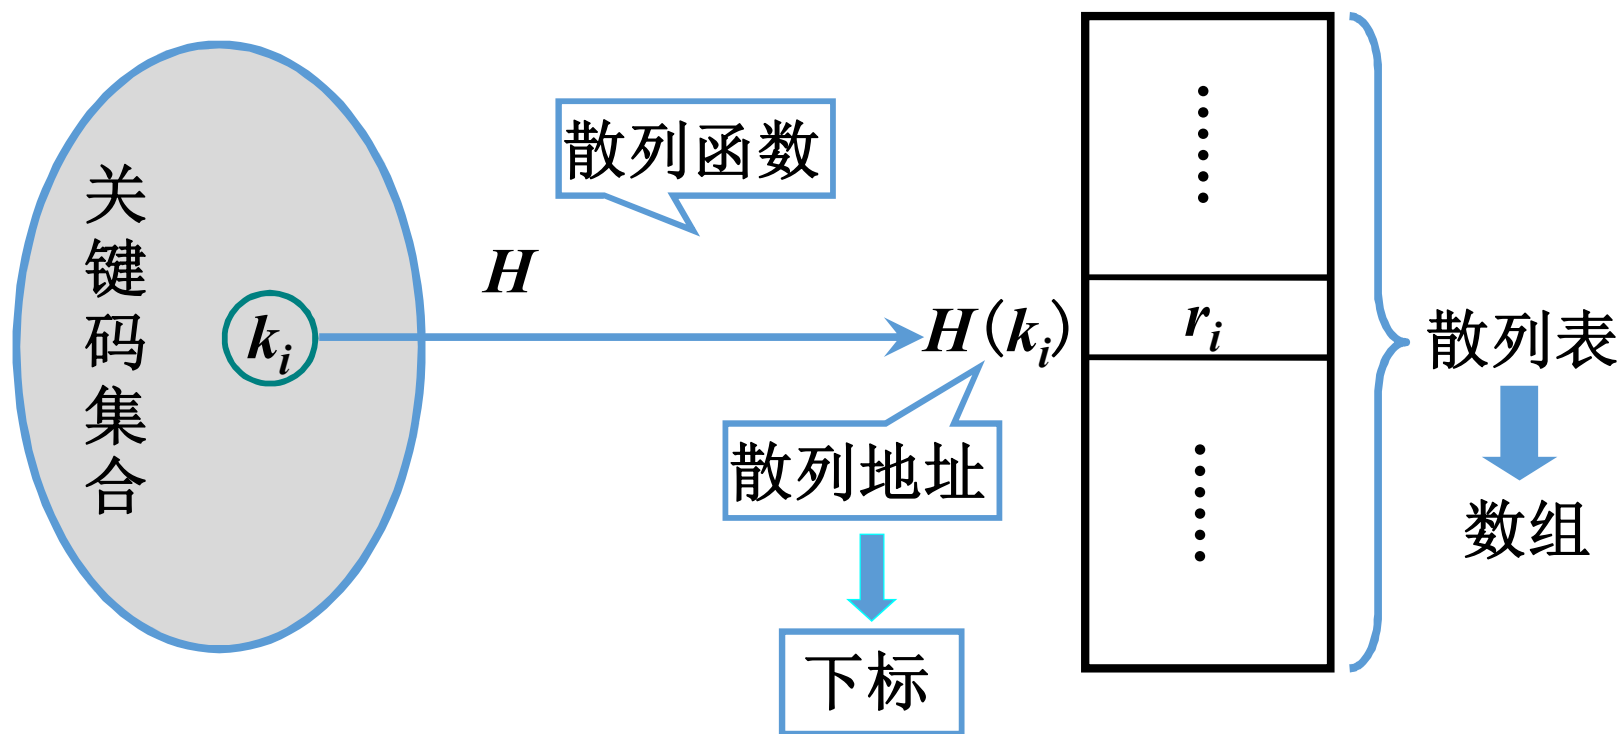 关键码集合
k_i
散列函数
H
H(k_i)
散列地址
下标
r_i
散列表
数组